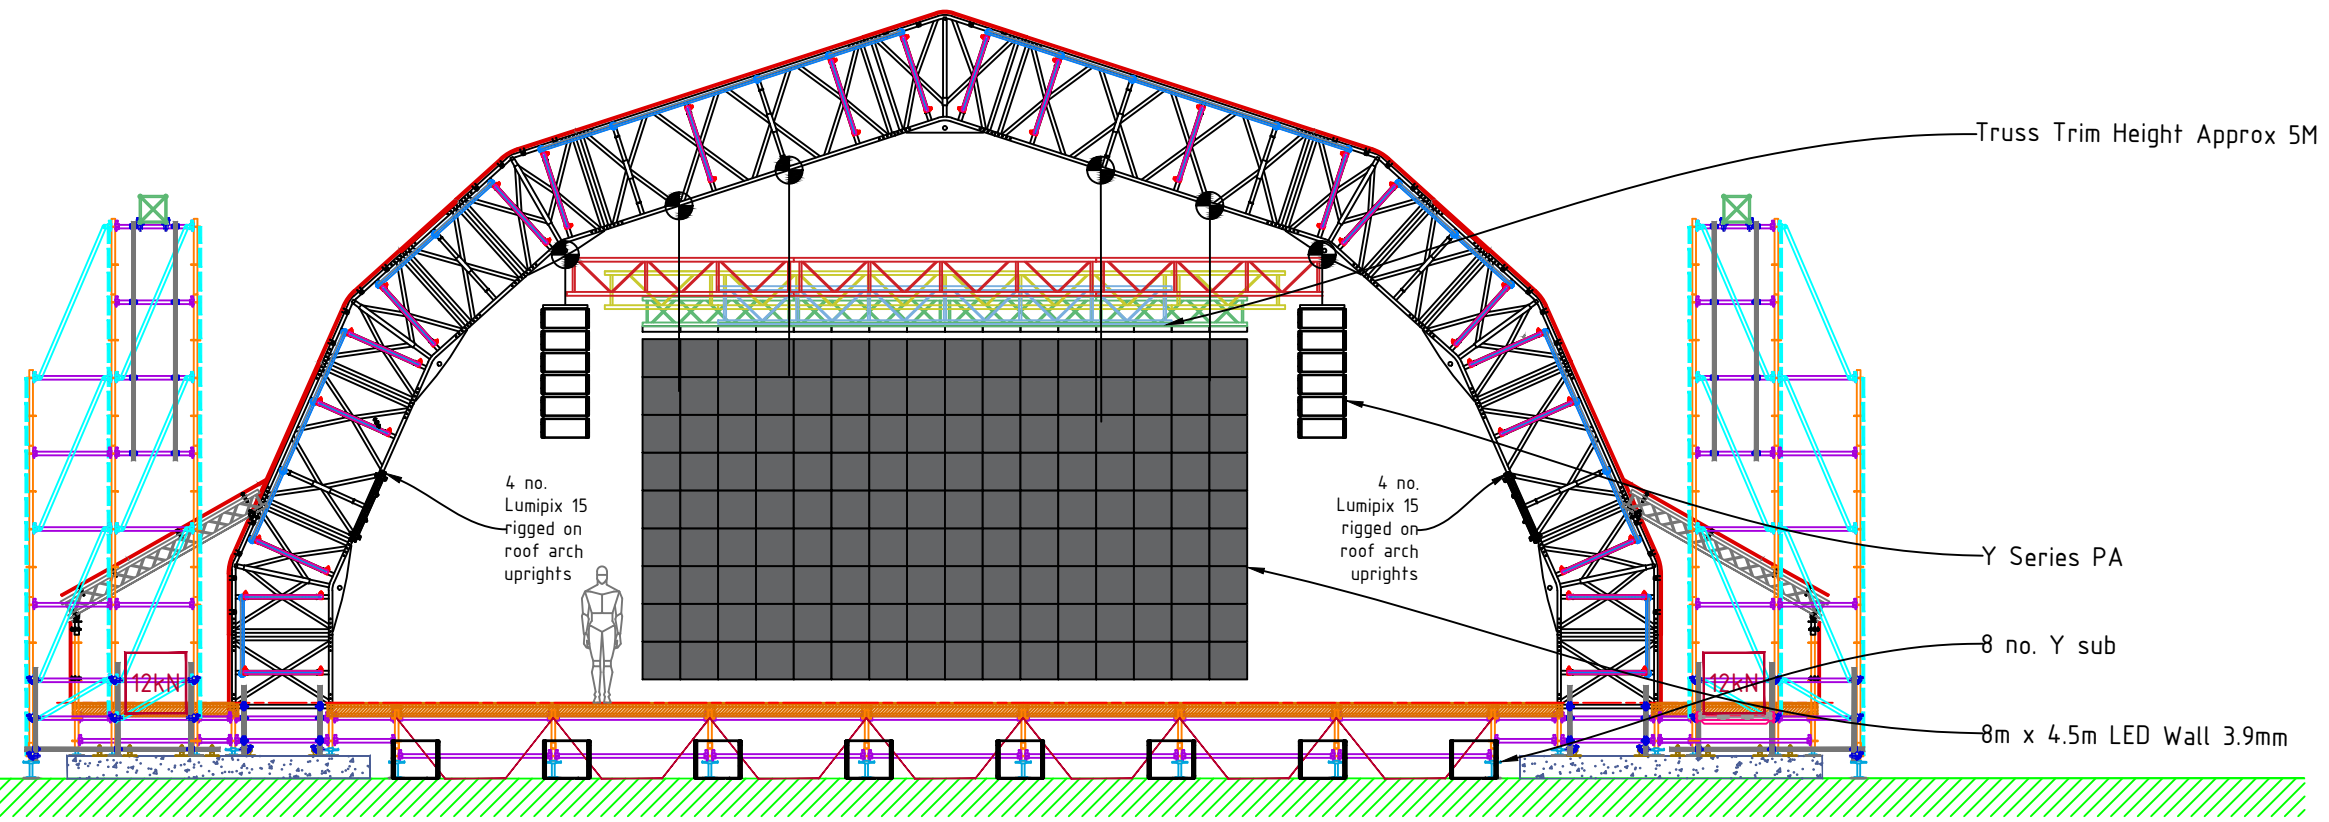 Truss Trim Height Approx 5M
4 no.
Lumipix 15
rigged on
roof arch
uprights
4 no.
Lumipix 15
rigged on
roof arch
uprights
Y Series PA
8 no. Y sub
12kN
12kN
8m x 4.5m LED Wall 3.9mm